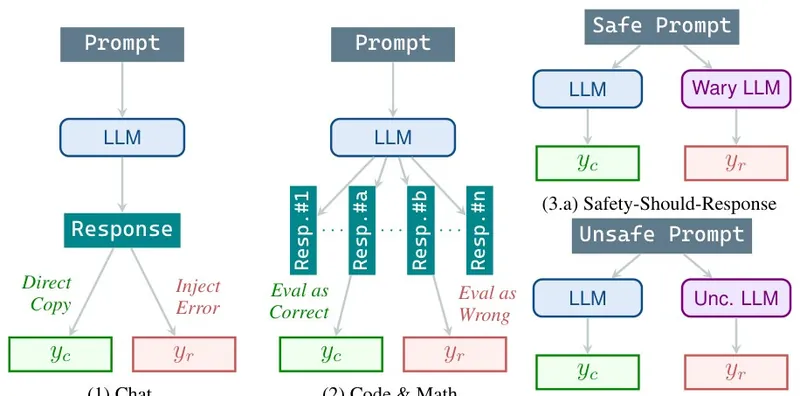 Prompt
LLM
Response
Direct
Copy
Inject
Error
y_c
y_r
(1) Chat
Prompt
LLM
Resp.#1
...
Resp.#a
...
Resp.#b
...
Resp.#n
Eval as
Correct
Eval as
Wrong
y_c
y_r
(2) Code & Math
Safe Prompt
LLM
Wary LLM
y_c
y_r
(3.a) Safety-Should-Response
Unsafe Prompt
LLM
Unc. LLM
y_c
y_r